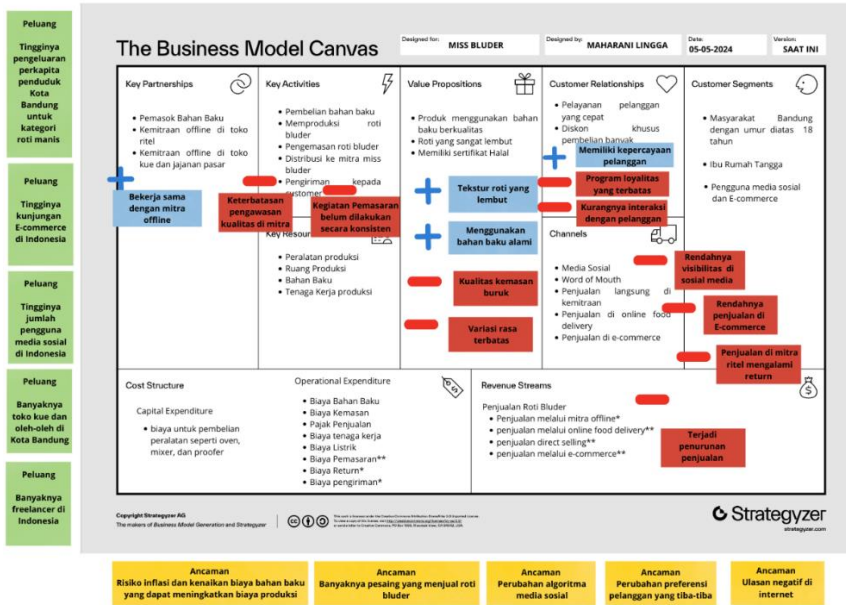 Peluang
Tingginya
pengeluaran
perkapita
penduduk
Kota
Bandung
untuk
kategori
roti manis
Peluang
Tingginya
kunjungan
E-commerce
di Indonesia
Peluang
Tingginya
jumlah
pengguna
media sosial
di Indonesia
Peluang
Banyaknya
toko kue dan
oleh-oleh di
Kota Bandung
Peluang
Banyaknya
freelancer di
Indonesia
The Business Model Canvas
Designed for:
MISS BLUDER
Designed by:
MAHARANI LINGGA
Date:
05-05-2024
Version:
SAAT INI
Key Partnerships
• Pemasok Bahan Baku
• Kemitraan offline di toko
ritel
• Kemitraan offline di toko
kue dan jajanan pasar
Bekerja sama
dengan mitra
offline
Key Activities
• Pembelian bahan baku
• Memproduksi roti
bluder
• Pengemasan roti bluder
• Distribusi ke mitra miss
bluder
• Pengiriman kepada
customer
Keterbatasan
pengawasan
kualitas di mitra
Kegiatan Pemasaran
belum dilakukan
secara konsisten
Key Resour
• Peralatan produksi
• Ruang Produksi
• Bahan Baku
• Tenaga Kerja produksi
Value Propositions
• Produk menggunakan bahan
baku berkualitas
• Roti yang sangat lembut
• Memiliki sertifikat Halal
Tekstur roti yang
lembut
Menggunakan
bahan baku alami
Kualitas kemasan
buruk
Variasi rasa
terbatas
Customer Relationships
• Pelayanan pelanggan
yang cepat
• Diskon khusus
pembelian banyak
Memiliki kepercayaan
pelanggan
Program loyalitas
yang terbatas
Kurangnya interaksi
dengan pelanggan
Channels
• Media Sosial
• Word of Mouth
• Penjualan langsung di
kemitraan
• Penjualan di online food
delivery
• Penjualan di e-commerce
Rendahnya
visibilitas di
sosial media
Rendahnya
penjualan di
E-commerce
Penjualan di mitra
ritel mengalami
return
Customer Segments
• Masyarakat Bandung
dengan umur diatas 18
tahun
• Ibu Rumah Tangga
• Pengguna media sosial
dan E-commerce
Cost Structure
Capital Expenditure
• biaya untuk pembelian
peralatan seperti oven,
mixer, dan proofer
Operational Expenditure
• Biaya Bahan Baku
• Biaya Kemasan
• Pajak Penjualan
• Biaya tenaga kerja
• Biaya Listrik
• Biaya Pemasaran**
• Biaya Return*
• Biaya pengiriman*
Revenue Streams
Penjualan Roti Bluder
• Penjualan melalui mitra offline*
• penjualan melalui online food delivery**
• penjualan direct selling**
• penjualan melalui e-commerce**
Terjadi
penurunan
penjualan
Copyright Strategyzer AG
The makers of Business Model Generation and Strategyzer
Strategyzer
strategyzer.com
Ancaman
Risiko inflasi dan kenaikan biaya bahan baku
yang dapat meningkatkan biaya produksi
Ancaman
Banyaknya pesaing yang menjual roti
bluder
Ancaman
Perubahan algoritma
media sosial
Ancaman
Perubahan preferensi
pelanggan yang tiba-tiba
Ancaman
Ulasan negatif di
internet